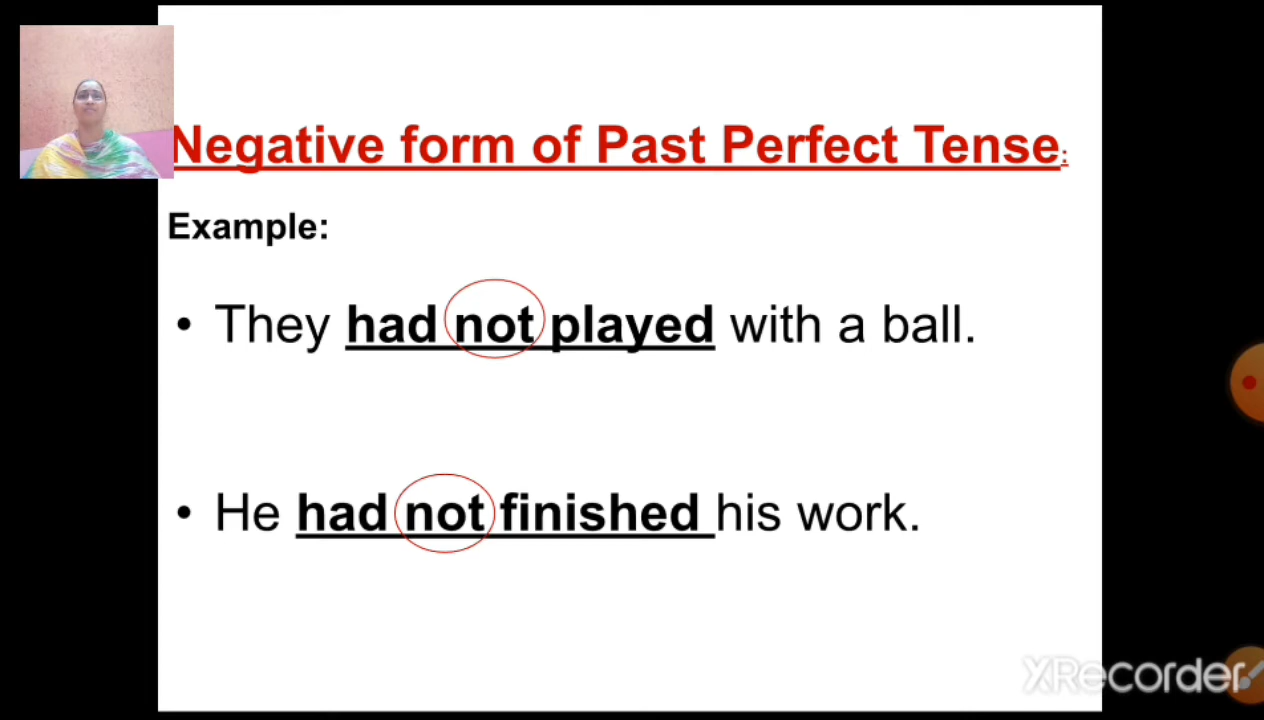 Negative form of Past Perfect Tense:
Example:
• They had not played with a ball.
• He had not finished his work.
XRecorder